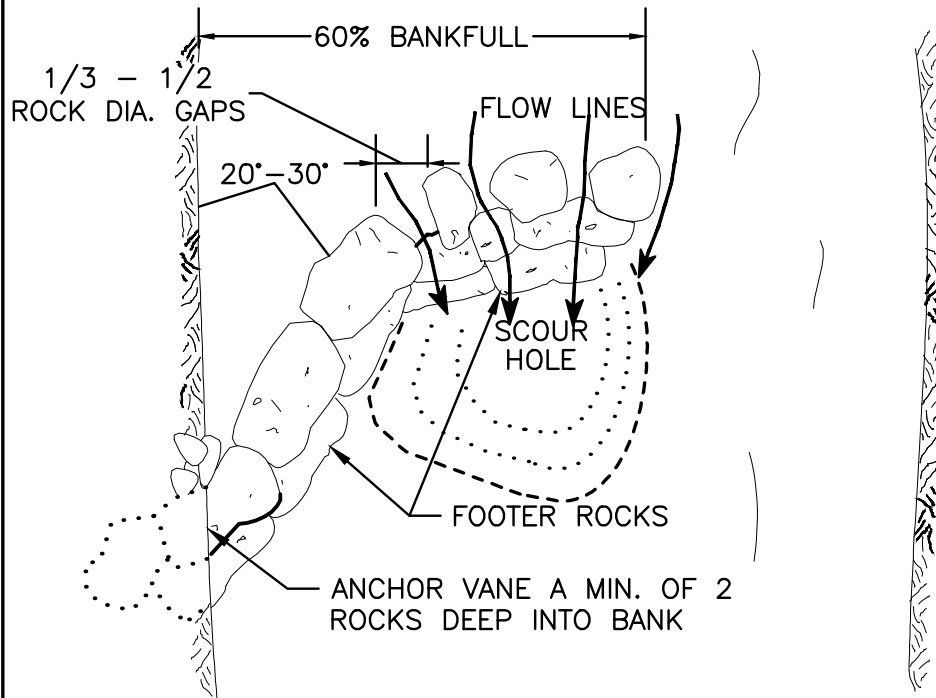 60% BANKFULL
1/3 - 1/2
ROCK DIA. GAPS
FLOW LINES
20°-30°
SCOUR
HOLE
FOOTER ROCKS
ANCHOR VANE A MIN. OF 2
ROCKS DEEP INTO BANK